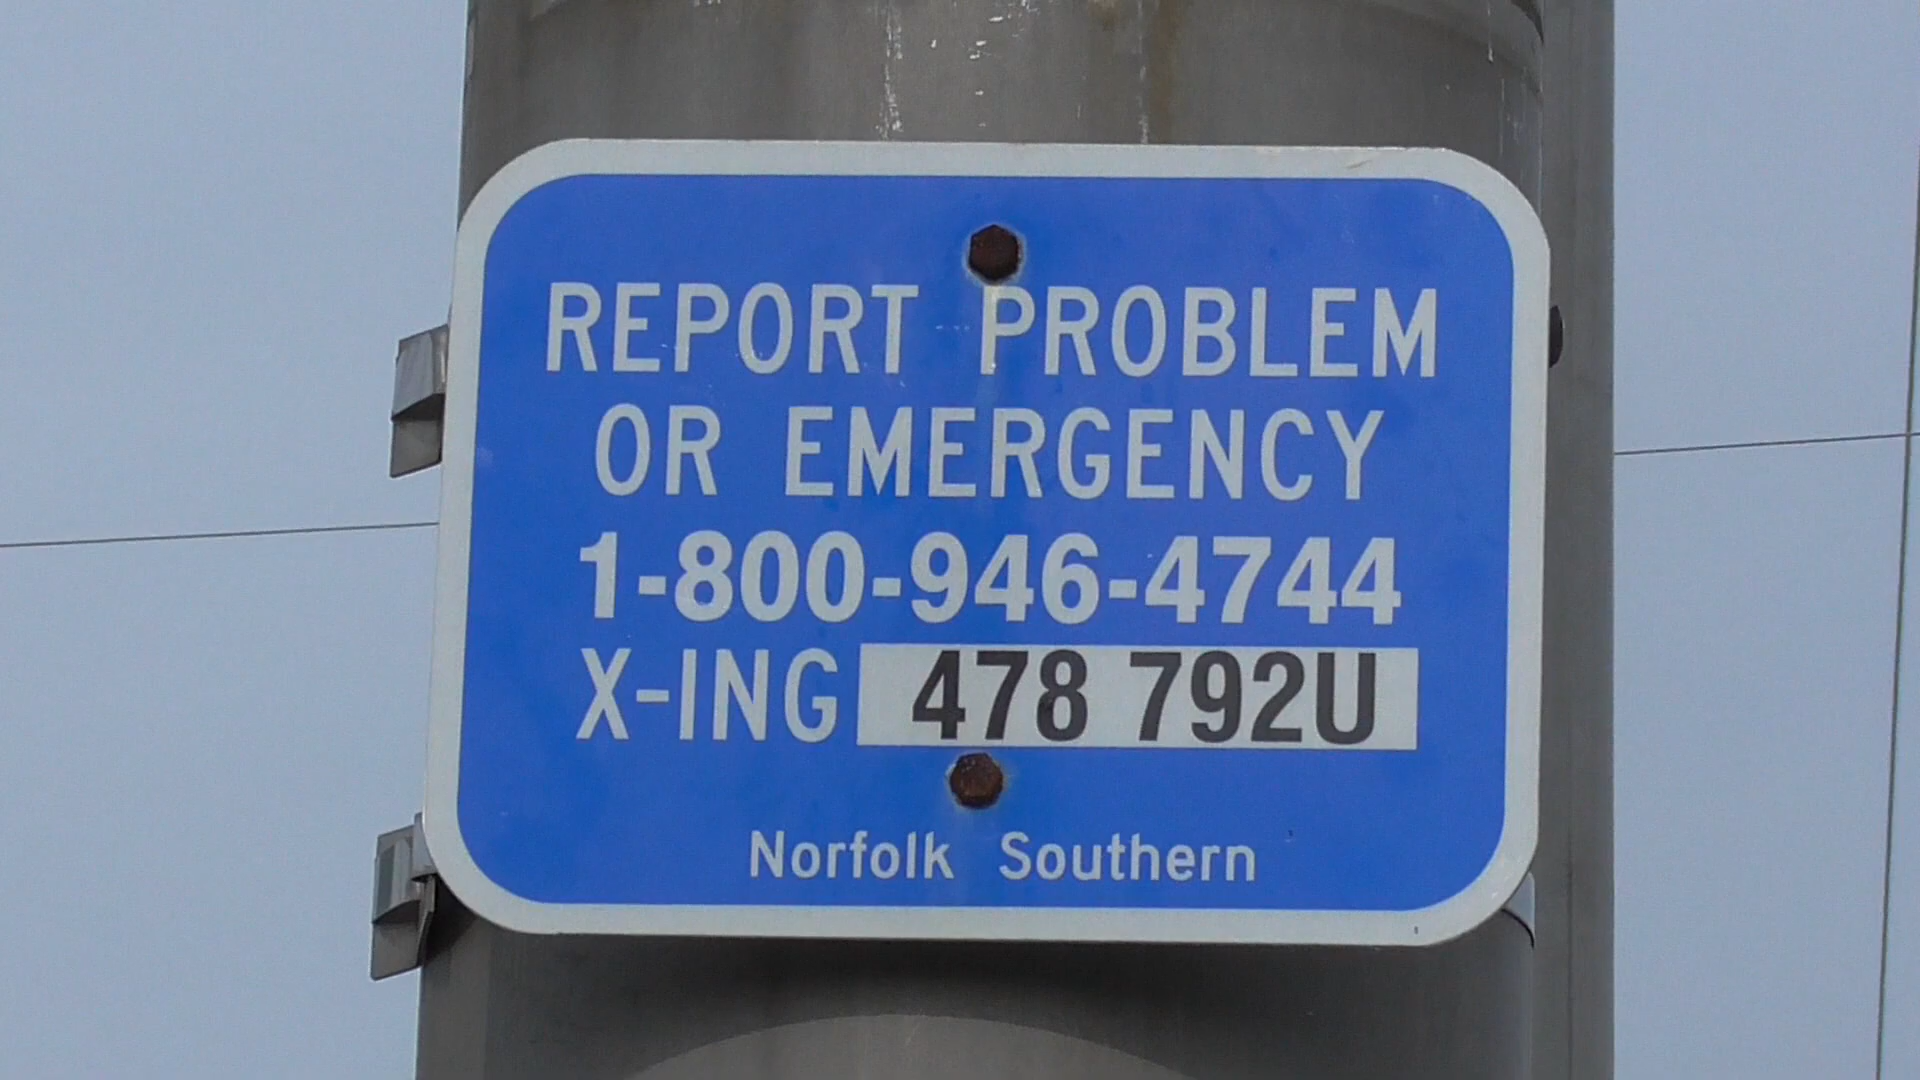 REPORT PROBLEM
OR EMERGENCY
1-800-946-4744
X-ING 478 792U
Norfolk Southern